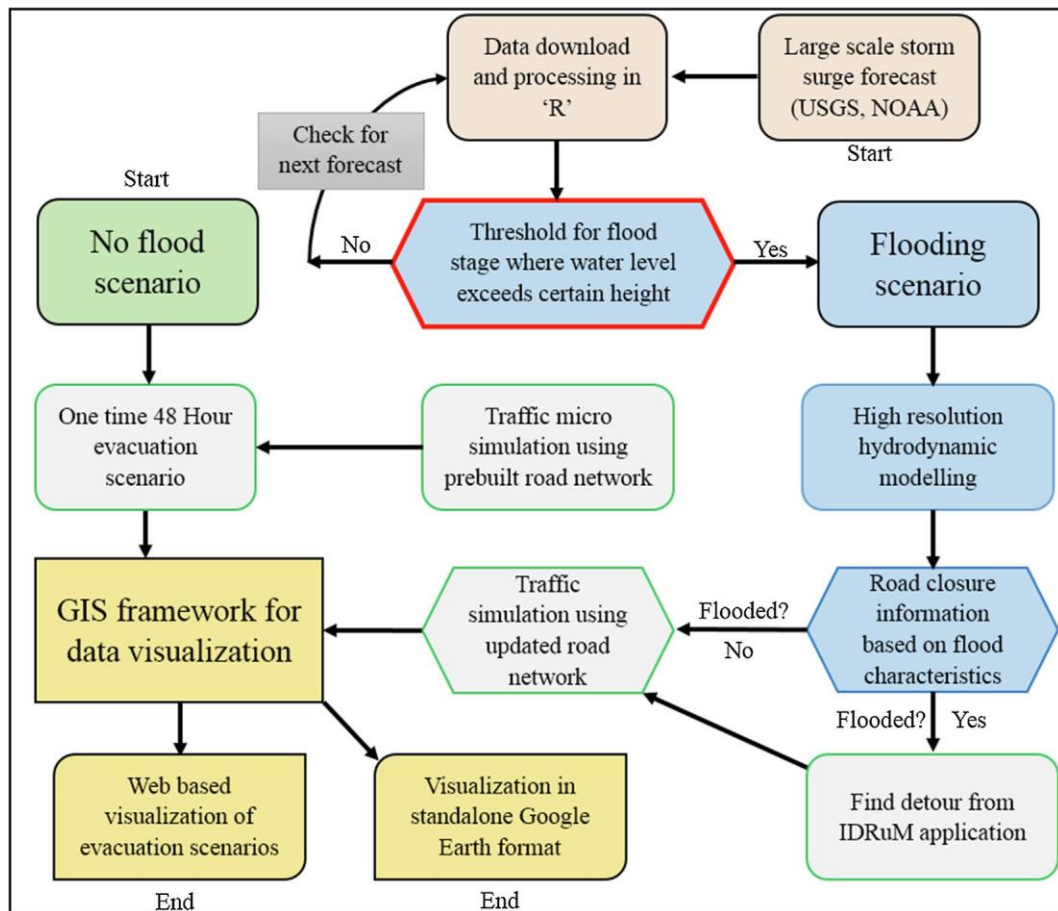 Data download
and processing in
‘R’
Large scale storm
surge forecast
(USGS, NOAA)
Start
Check for
next forecast
Start
No flood
scenario
No
Threshold for flood
stage where water level
exceeds certain height
Yes
Flooding
scenario
One time 48 Hour
evacuation
scenario
Traffic micro
simulation using
prebuilt road network
High resolution
hydrodynamic
modelling
GIS framework for
data visualization
Traffic
simulation using
updated road
network
Flooded?
No
Road closure
information
based on flood
characteristics
Flooded?
Yes
Web based
visualization of
evacuation scenarios
End
Visualization in
standalone Google
Earth format
End
Find detour from
IDRuM application